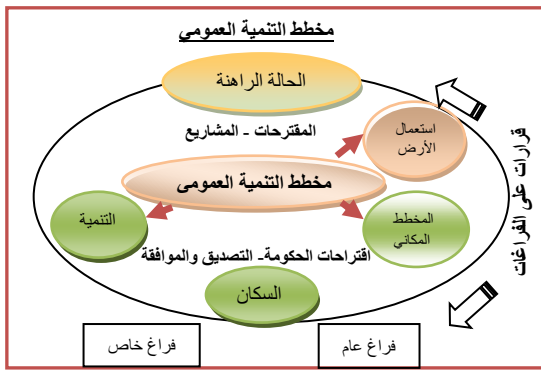 مخطط التنمية العمومي
الحالة الراهنة
المقترحات - المشاريع
استعمال
الأرض
مخطط التنمية العمومي
التنمية
المخطط
المكاني
اقتراحات الحكومة- التصديق والموافقة
السكان
قرارات على الفراغات
فراغ عام
فراغ خاص